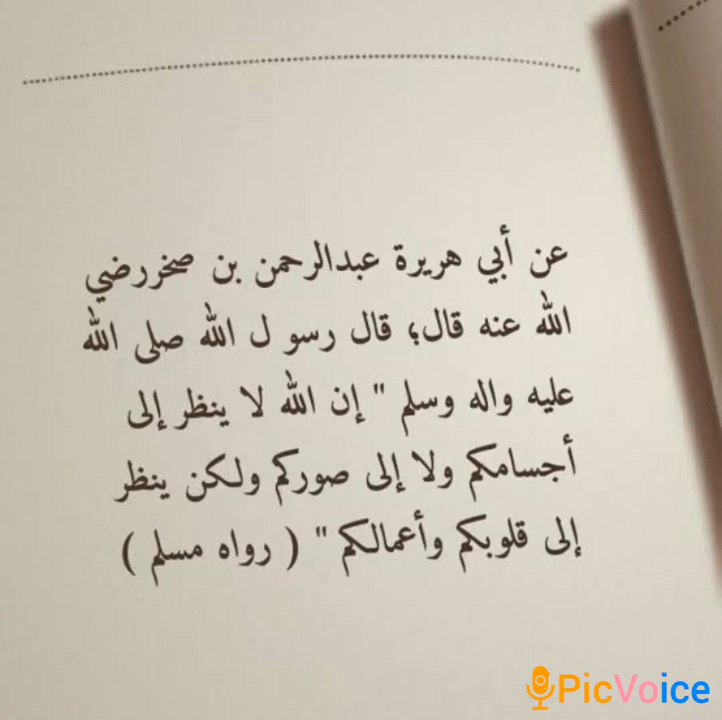 عن أبي هريرة عبدالرحمن بن صخررضي
الله عنه قال؛ قال رسو ل الله صلى الله
عليه واله وسلم " إن الله لا ينظر إلى
أجسامكم ولا إلى صوركم ولكن ينظر
إلى قلوبكم وأعمالكم " ( رواه مسلم )
PicVoice